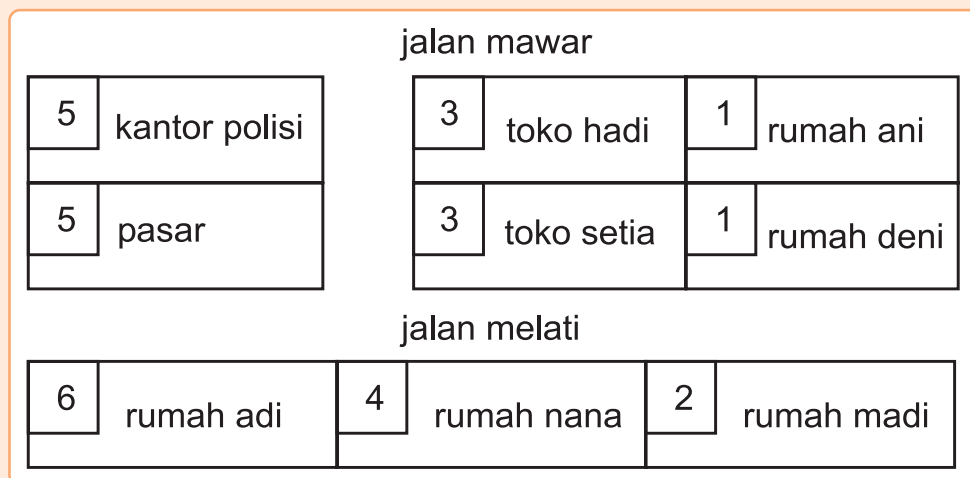 jalan mawar
5 kantor polisi 3 toko hadi 1 rumah ani
5 pasar 3 toko setia 1 rumah deni
jalan melati
6 rumah adi 4 rumah nana 2 rumah madi